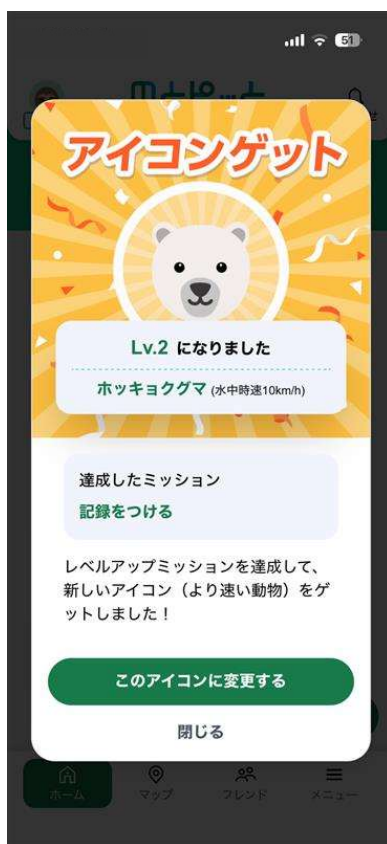 51
アイコンゲット
Lv.2 になりました
ホッキョクグマ (水中時速10km/h)
達成したミッション
記録をつける
レベルアップミッションを達成して、
新しいアイコン（より速い動物）をゲ
ットしました！
このアイコンに変更する
閉じる
ホーム
マップ
フレンド
メニュー